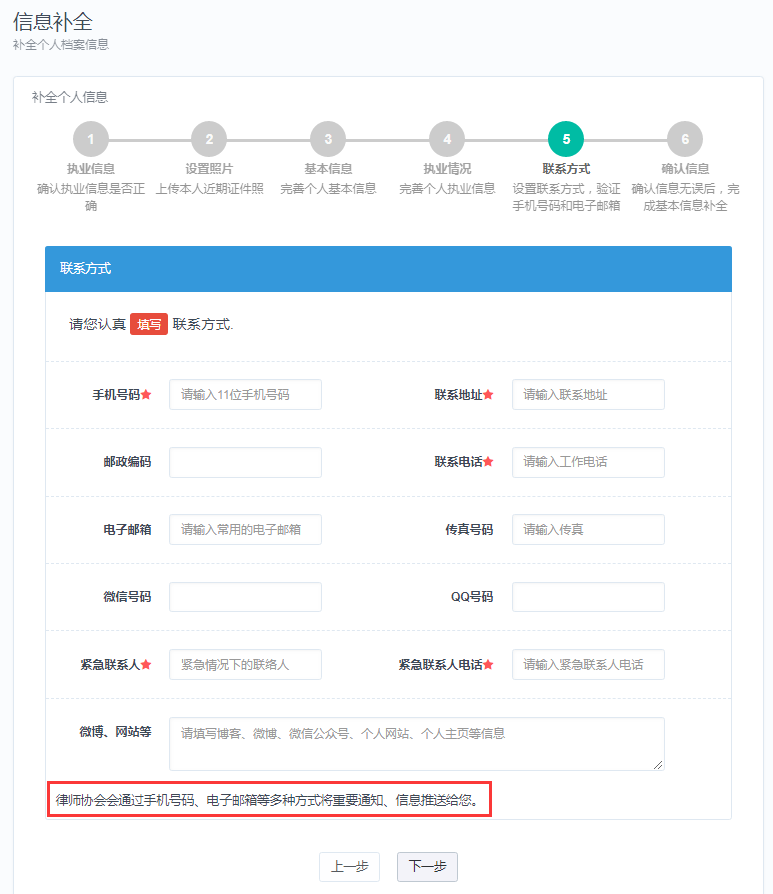 信息补全
补全个人档案信息
补全个人信息
1 2 3 4 5 6
执业信息 设置照片 基本信息 执业情况 联系方式 确认信息
确认执业信息是否正 上传本人近期证件照 完善个人基本信息 完善个人执业信息 设置联系方式，验证 确认信息无误后，完
确 手机号码和电子邮箱 成基本信息补全
联系方式
请您认真 填写 联系方式.
手机号码★ 请输入11位手机号码 联系地址★ 请输入联系地址
邮政编码 联系电话★ 请输入工作电话
电子邮箱 请输入常用的电子邮箱 传真号码 请输入传真
微信号码 QQ号码
紧急联系人★ 紧急情况下的联络人 紧急联系人电话★ 请输入紧急联系人电话
微博、网站等 请填写博客、微博、微信公众号、个人网站、个人主页等信息
律师协会会通过手机号码、电子邮箱等多种方式将重要通知、信息推送给您。
上一步 下一步